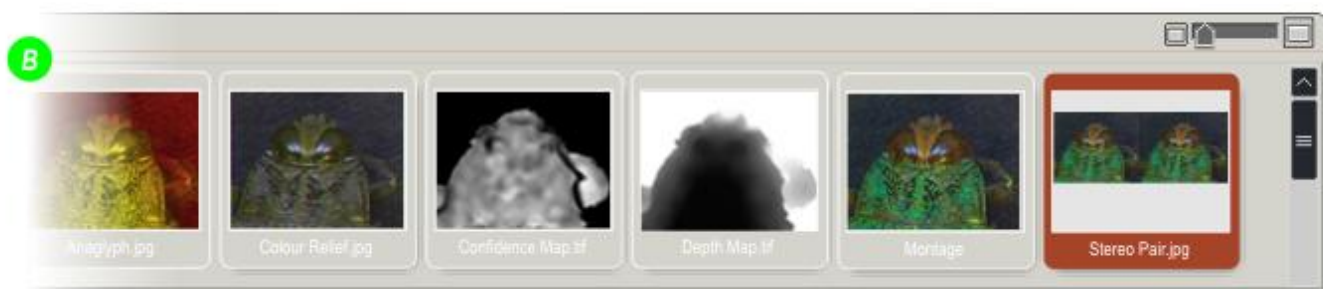 B
Anaglyph.jpg
Colour Relief.jpg
Confidence Map.tif
Depth Map.tif
Montage
Stereo Pair.jpg